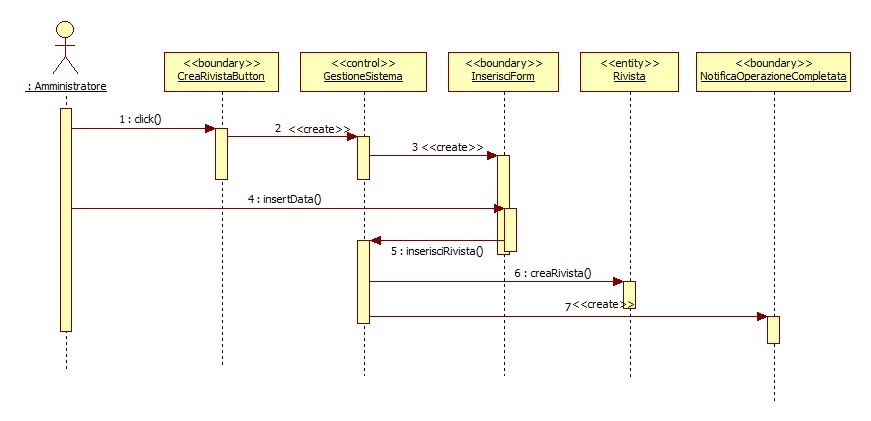 <<boundary>>
CreaRivistaButton
<<control>>
GestioneSistema
<<boundary>>
InserisciForm
<<entity>>
Rivista
<<boundary>>
NotificaOperazioneCompletata
: Amministratore
1 : click()
2 <<create>>
3 <<create>>
4 : insertData()
5 : inserisciRivista()
6 : creaRivista()
7 <<create>>